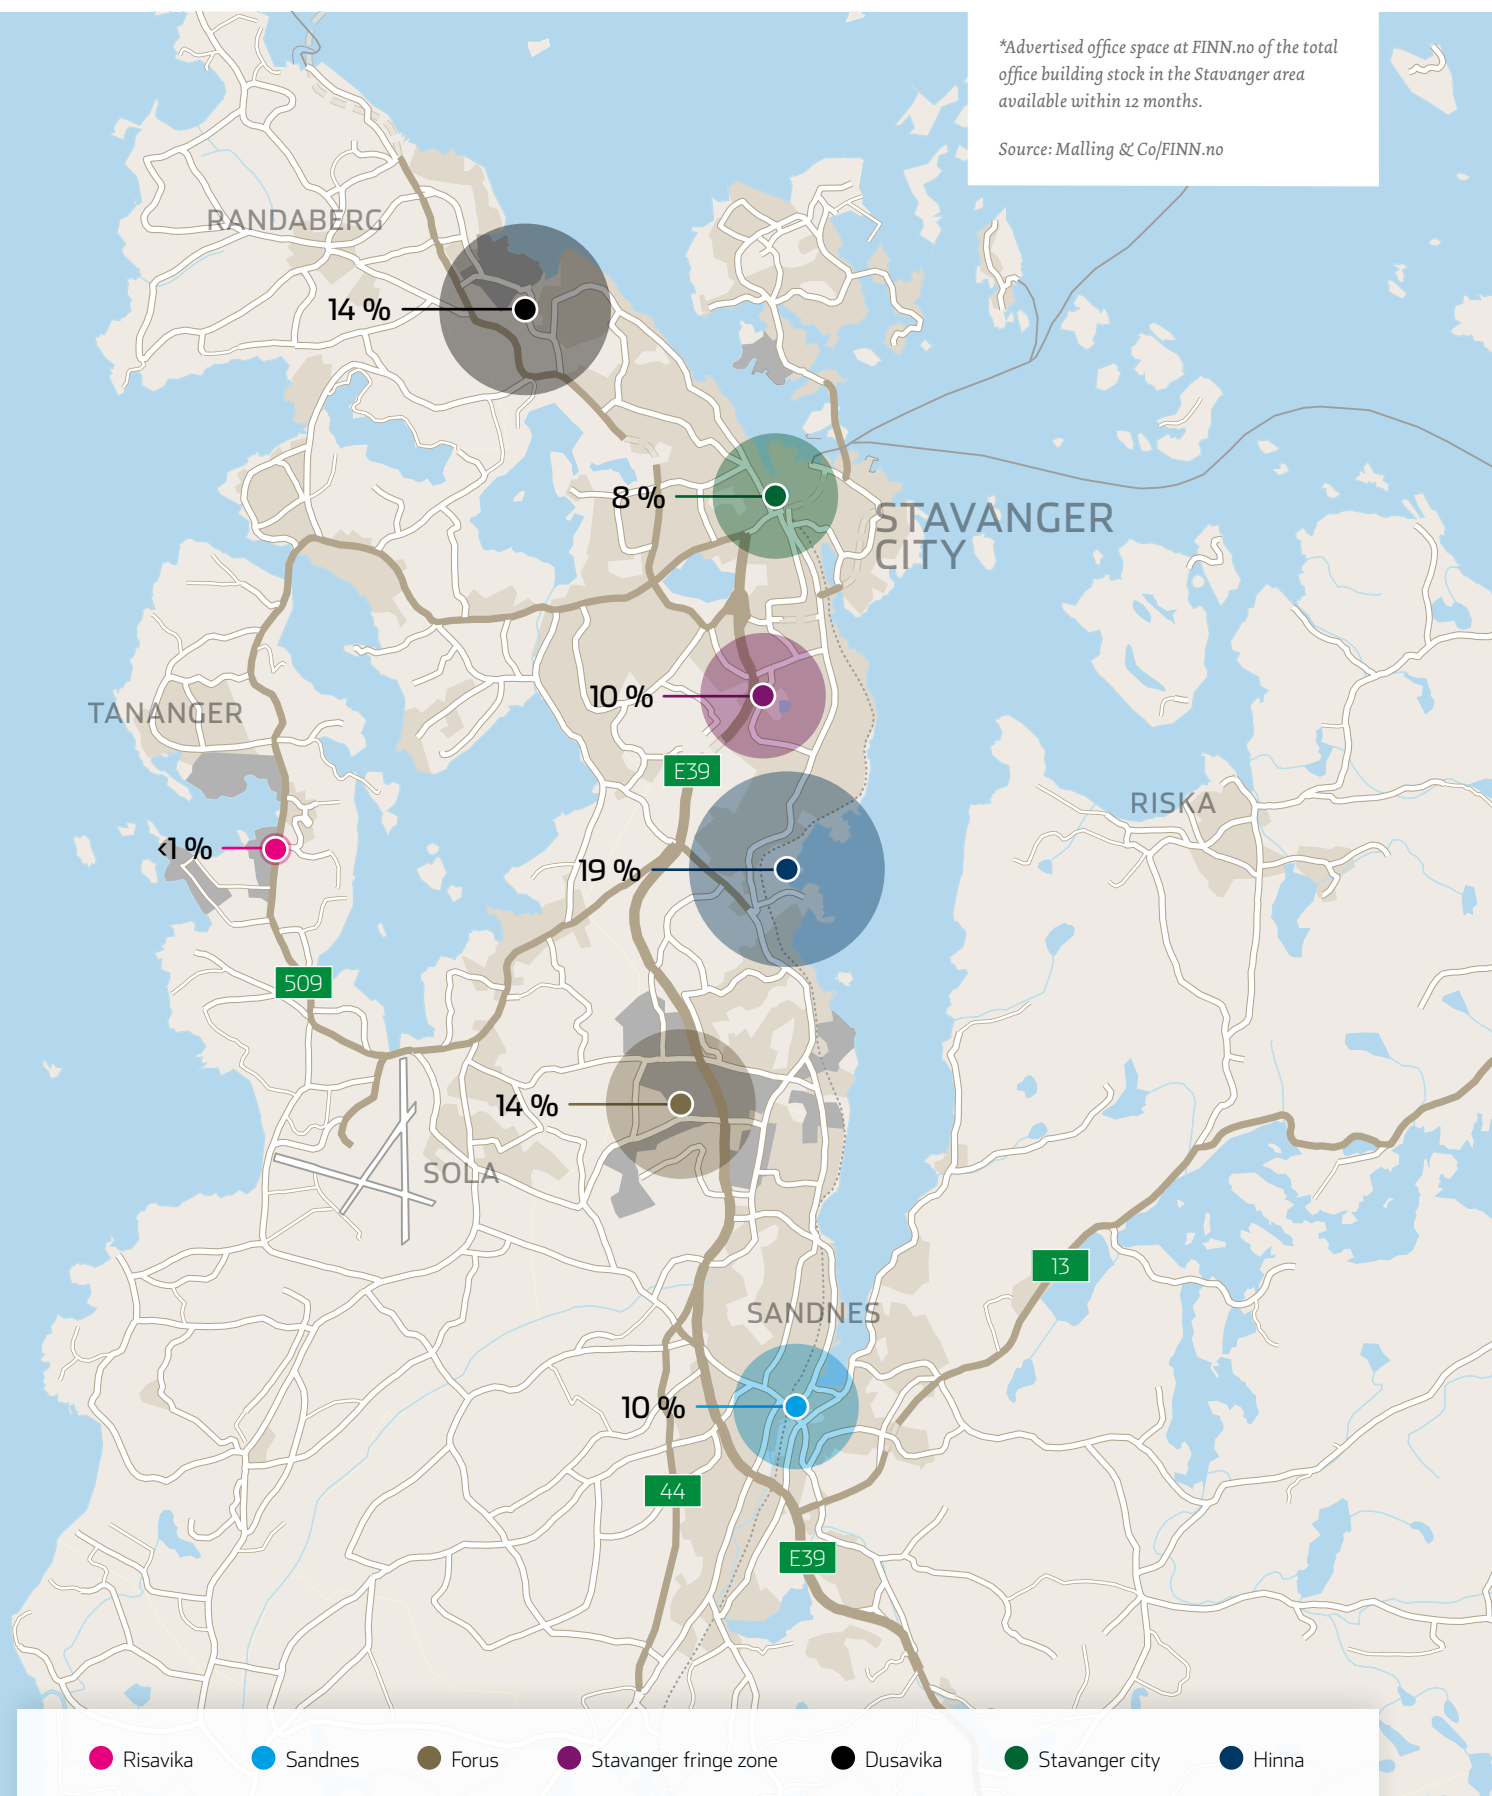 *Advertised office space at FINN.no of the total
office building stock in the Stavanger area
available within 12 months.
Source: Malling & Co/FINN.no
RANDABERG
14 %
8 %
STAVANGER
CITY
10 %
TANANGER
E39
RISKA
<1 %
19 %
509
14 %
SOLA
13
SANDNES
10 %
44
E39
Risavika
Sandnes
Forus
Stavanger fringe zone
Dusavika
Stavanger city
Hinna